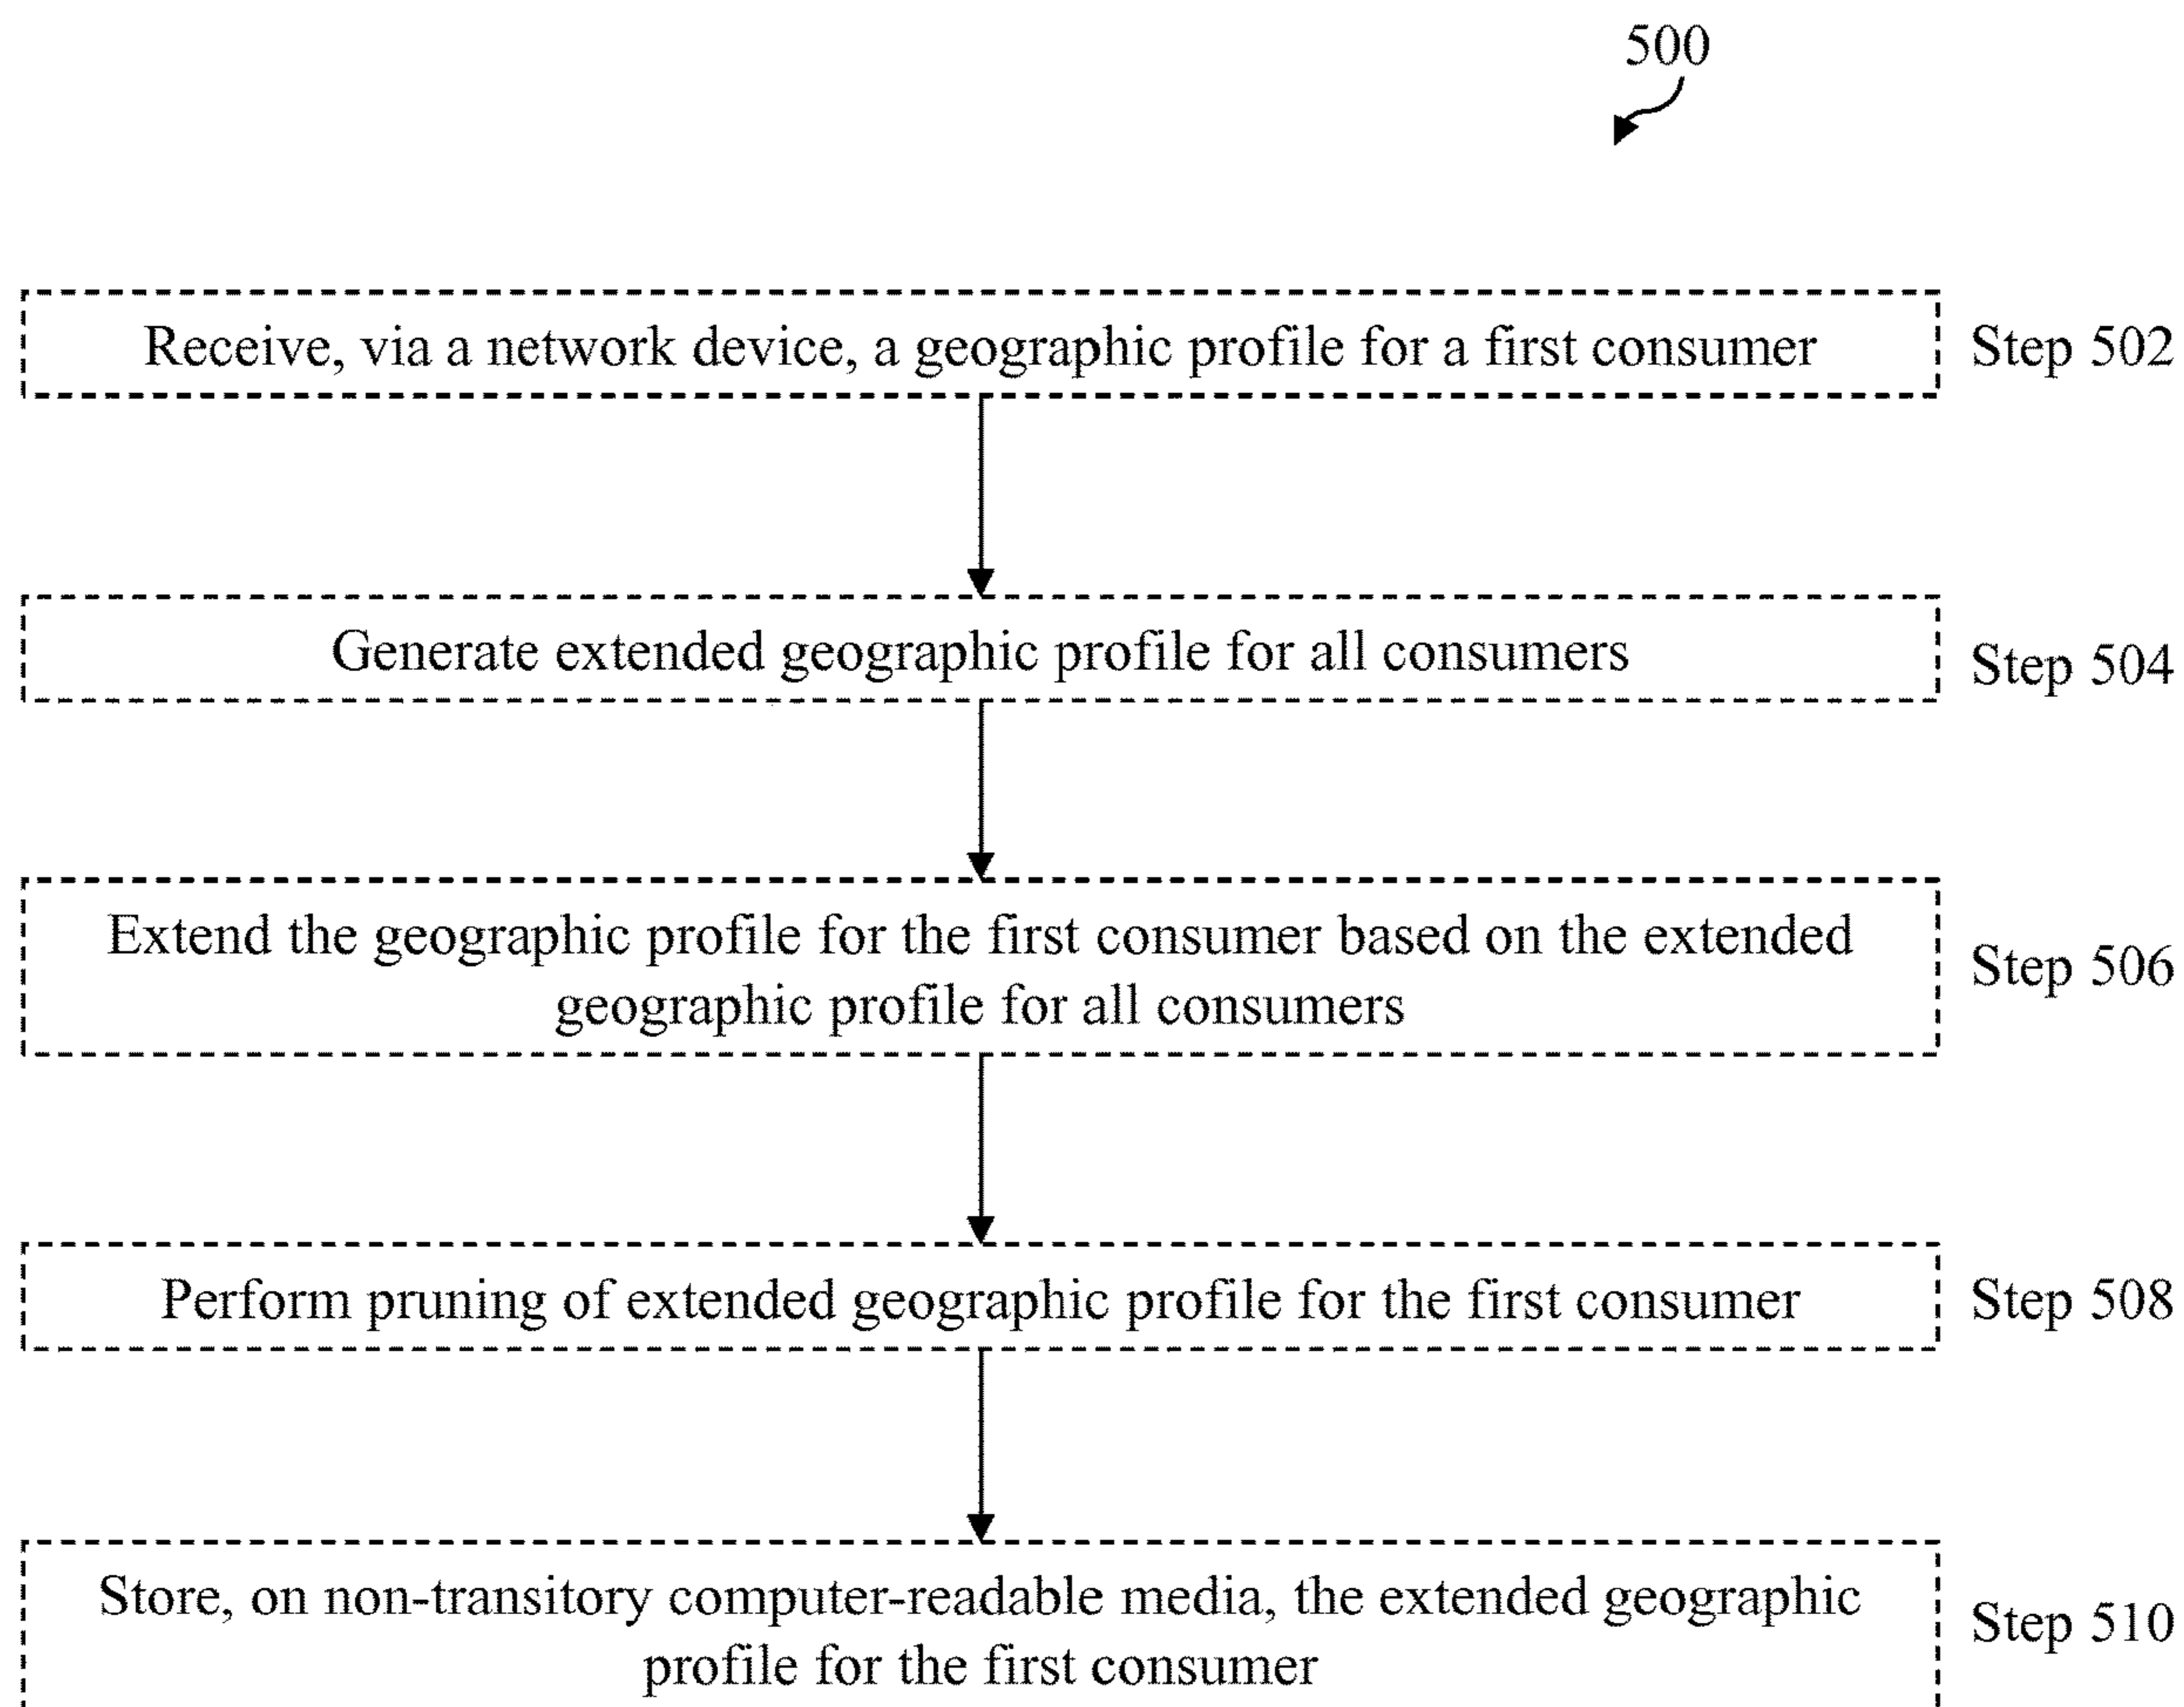 500
Receive, via a network device, a geographic profile for a first consumer
Step 502
Generate extended geographic profile for all consumers
Step 504
Extend the geographic profile for the first consumer based on the extended
geographic profile for all consumers
Step 506
Perform pruning of extended geographic profile for the first consumer
Step 508
Store, on non-transitory computer-readable media, the extended geographic
profile for the first consumer
Step 510